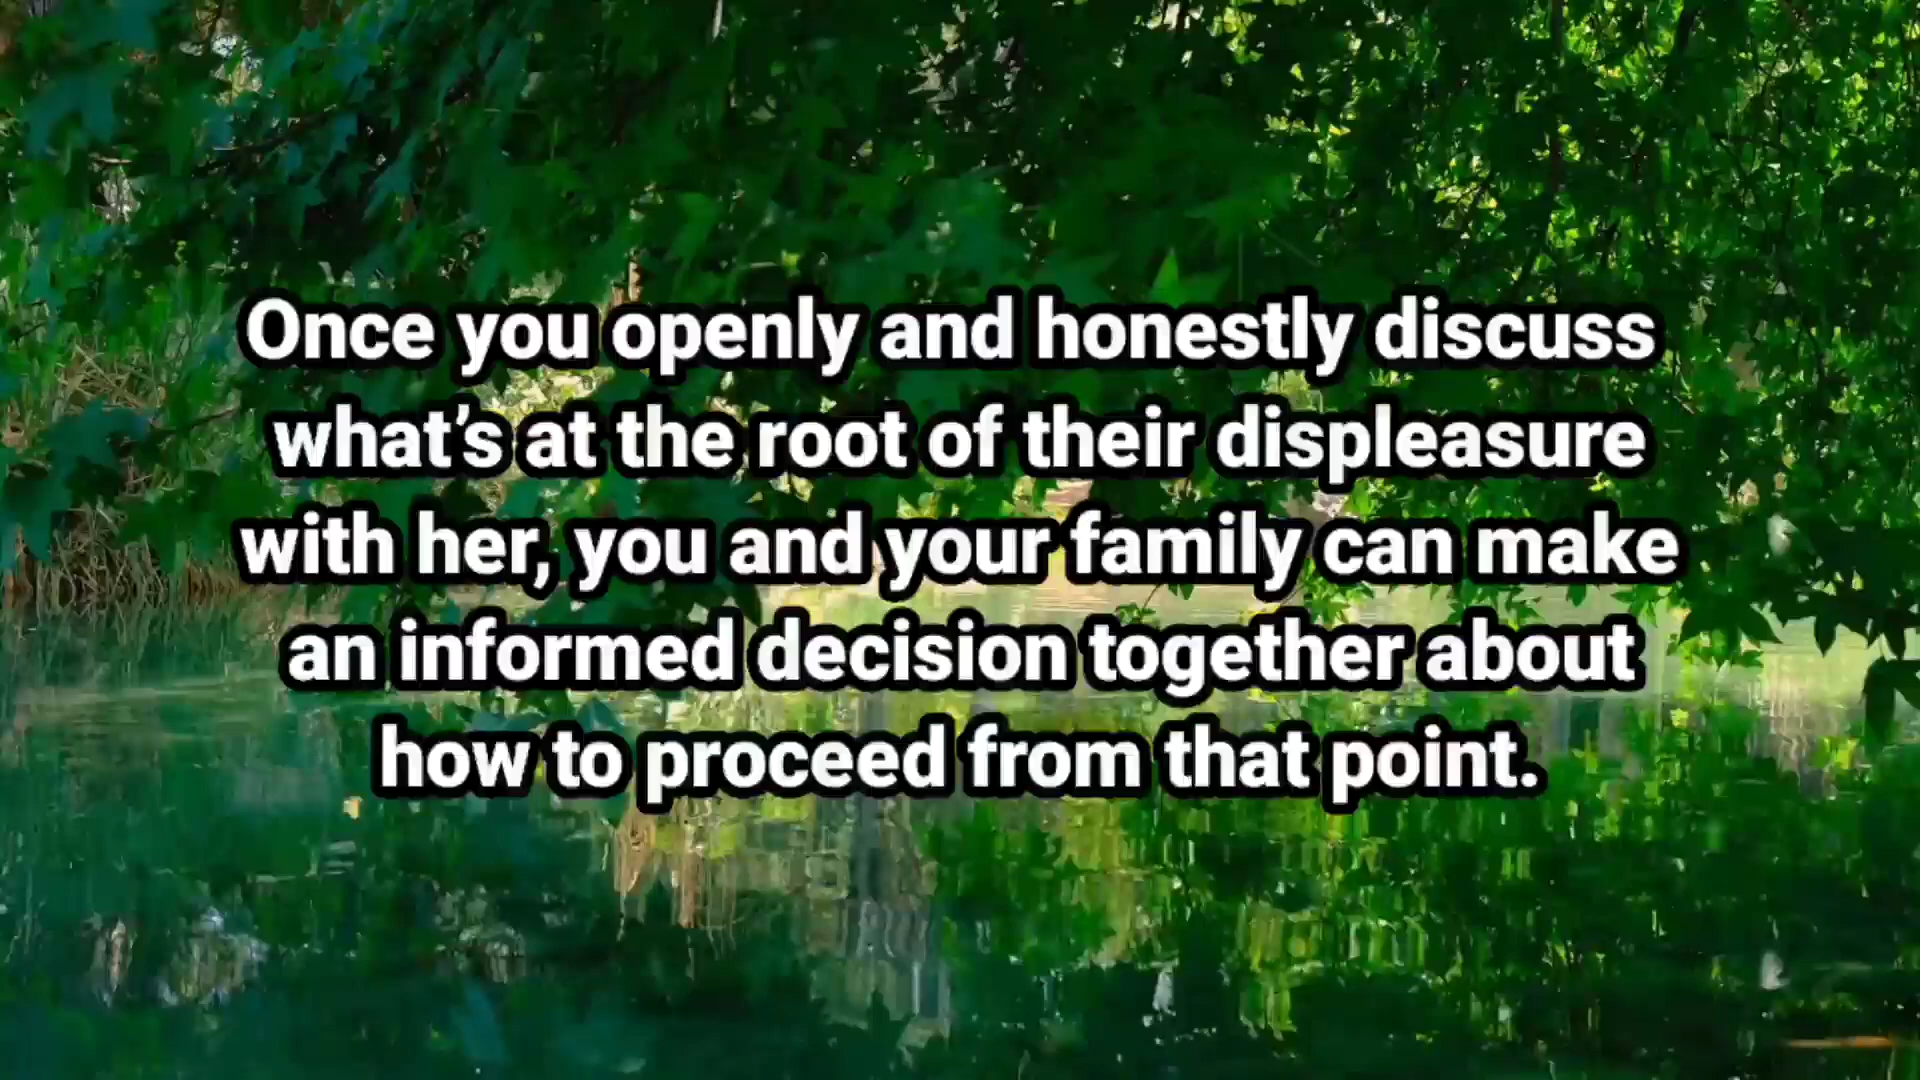 Once you openly and honestly discuss
what’s at the root of their displeasure
with her, you and your family can make
an informed decision together about
how to proceed from that point.